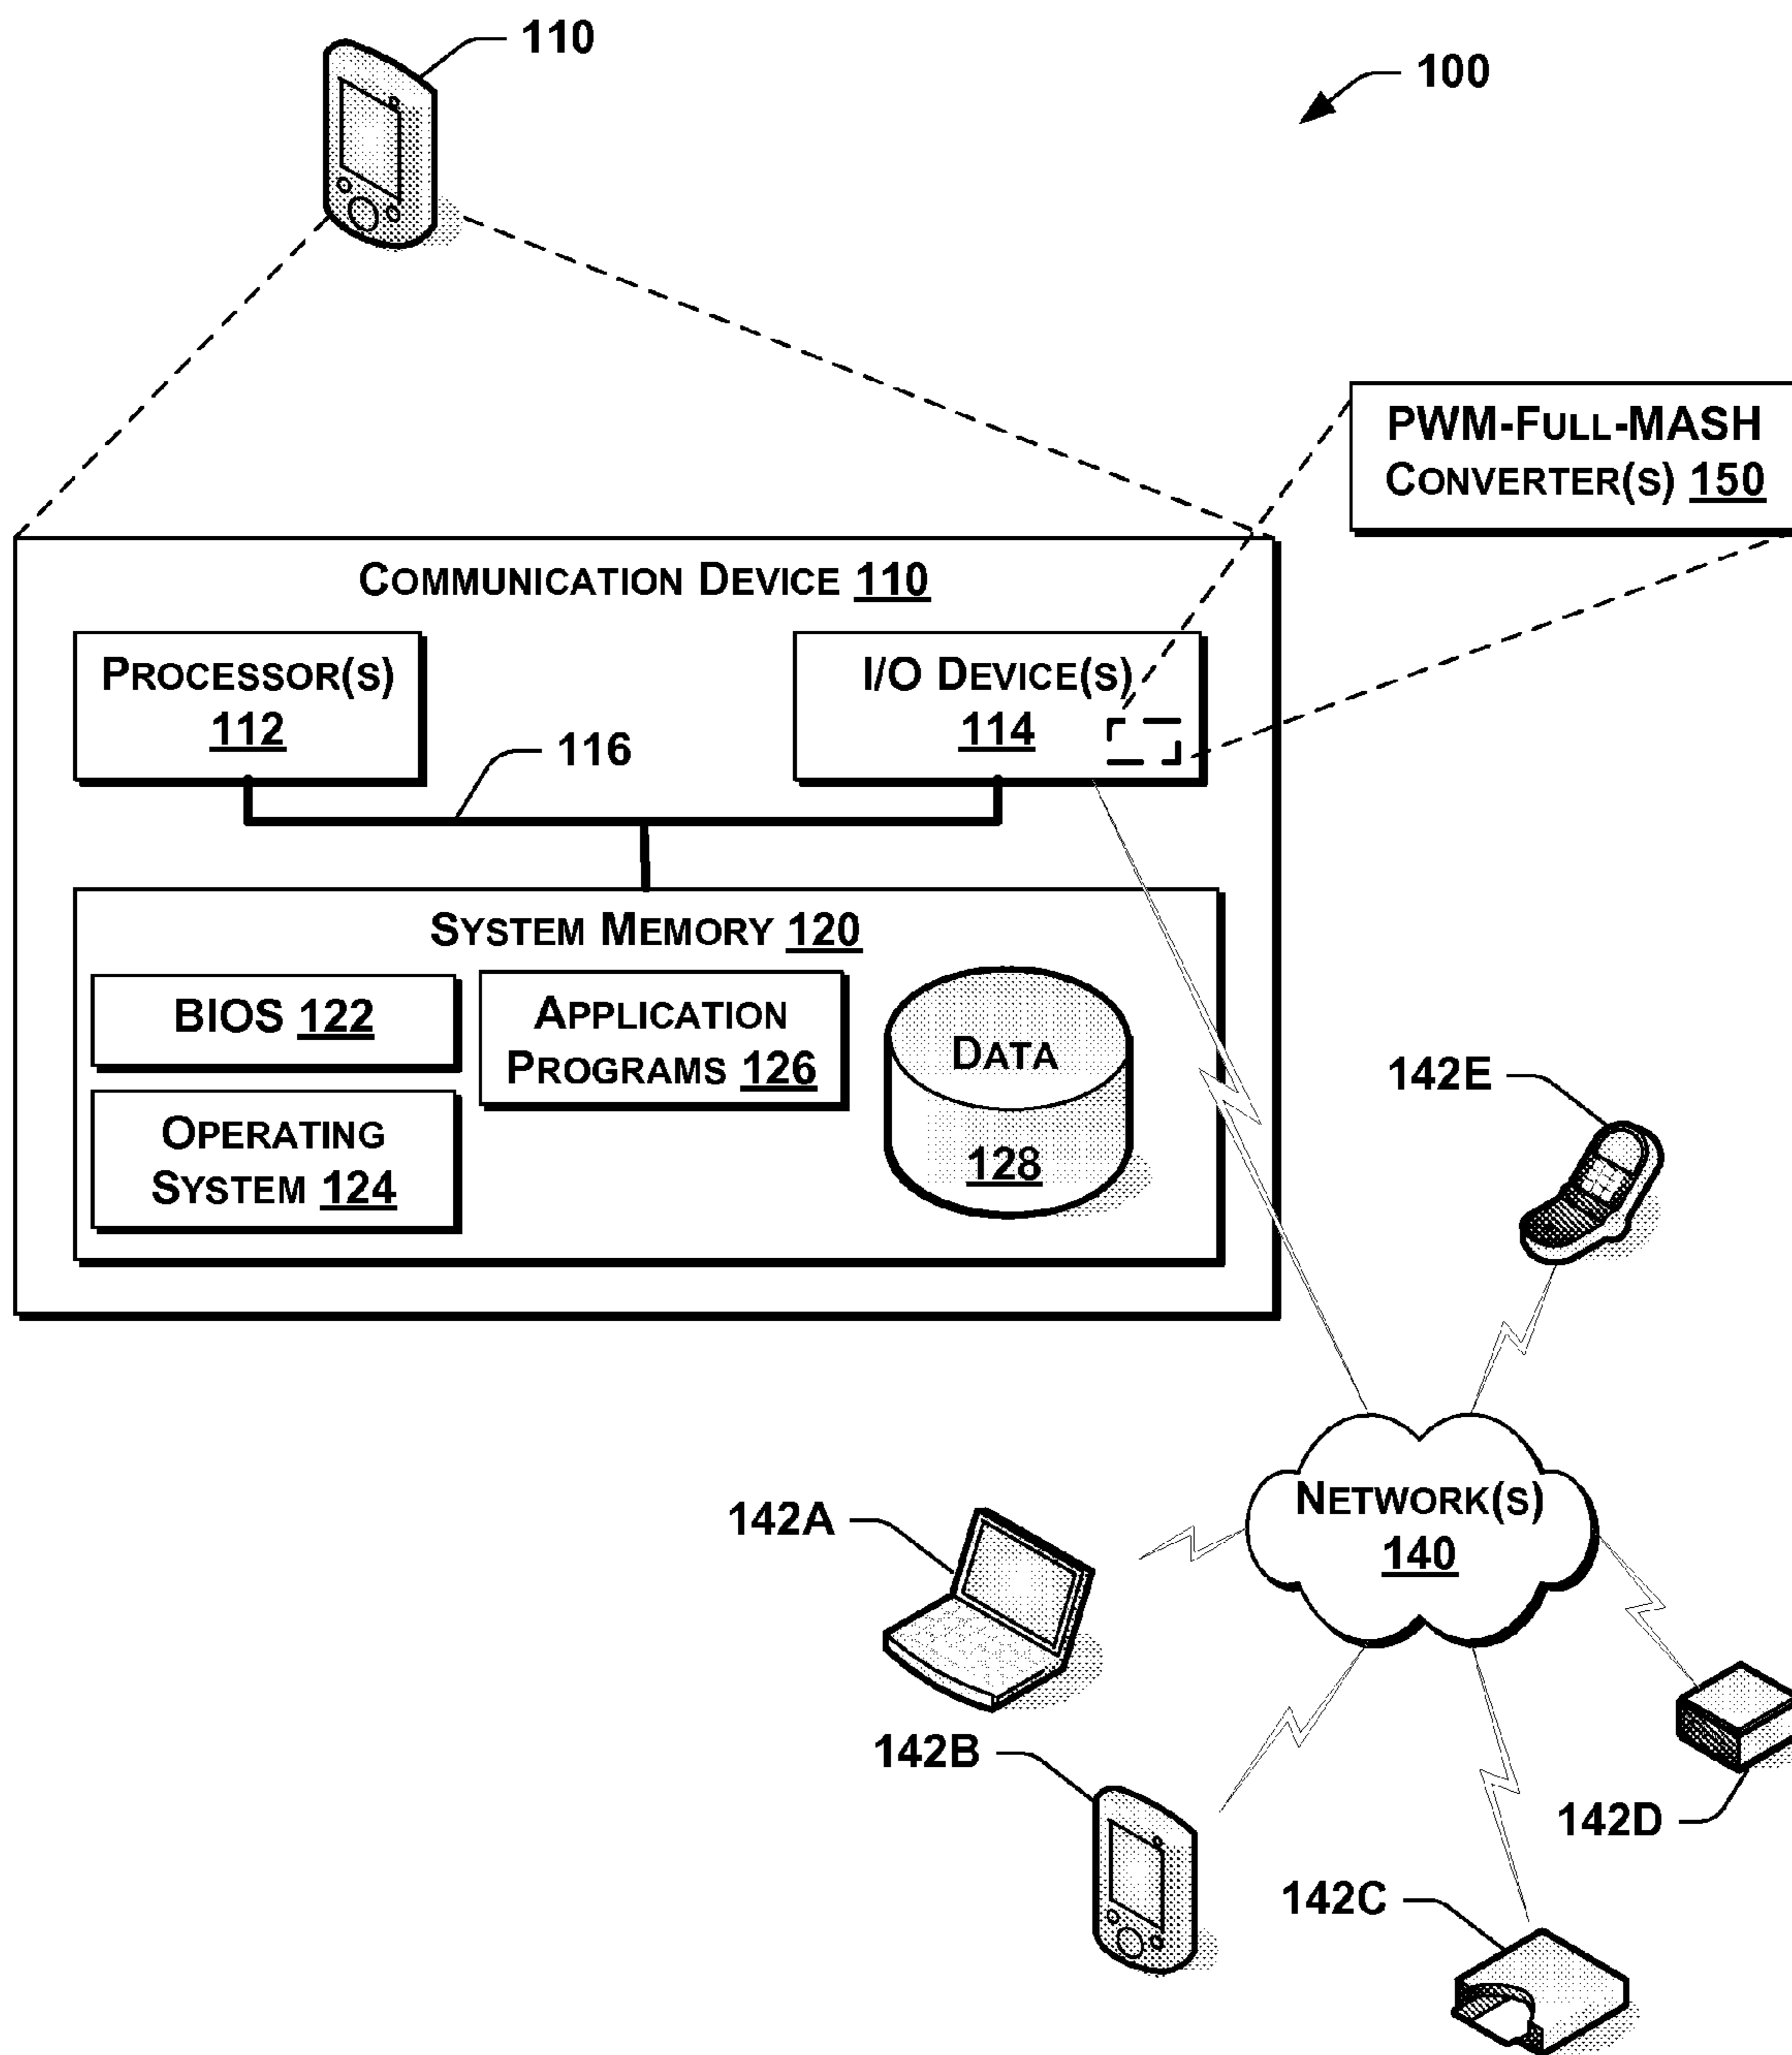 110
100
PWM-FULL-MASH
CONVERTER(S) 150
COMMUNICATION DEVICE 110
PROCESSOR(S)
112
I/O DEVICE(S)
114
116
SYSTEM MEMORY 120
BIOS 122
APPLICATION
PROGRAMS 126
OPERATING
SYSTEM 124
DATA
128
142E
NETWORK(S)
140
142A
142B
142D
142C